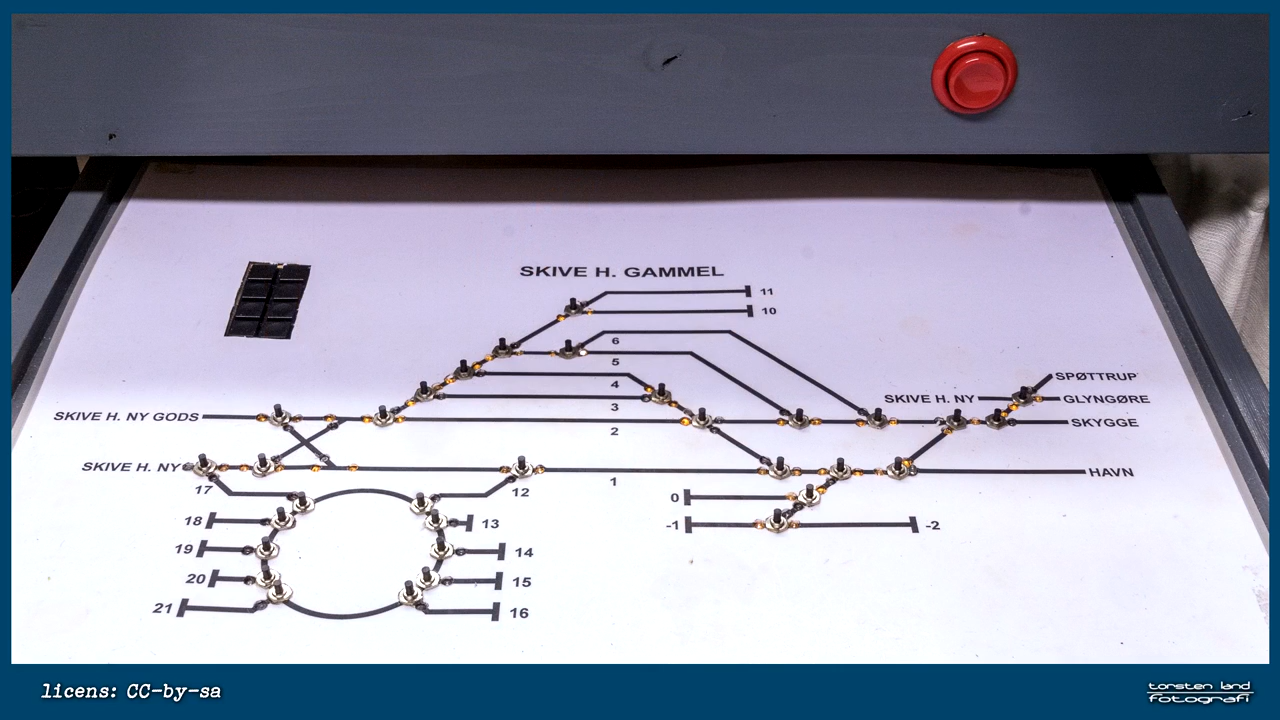 SKIVE H. GAMMEL
11
10
6
5
4
3
2
1
SPØTTRUP
SKIVE H. NY
GLYNGØRE
SKIVE H. NY GODS
SKYGGE
SKIVE H. NY
HAVN
17
12
0
18
13
-1
-2
19
14
20
15
21
16
licens: CC-by-sa
torsten land
fotografi